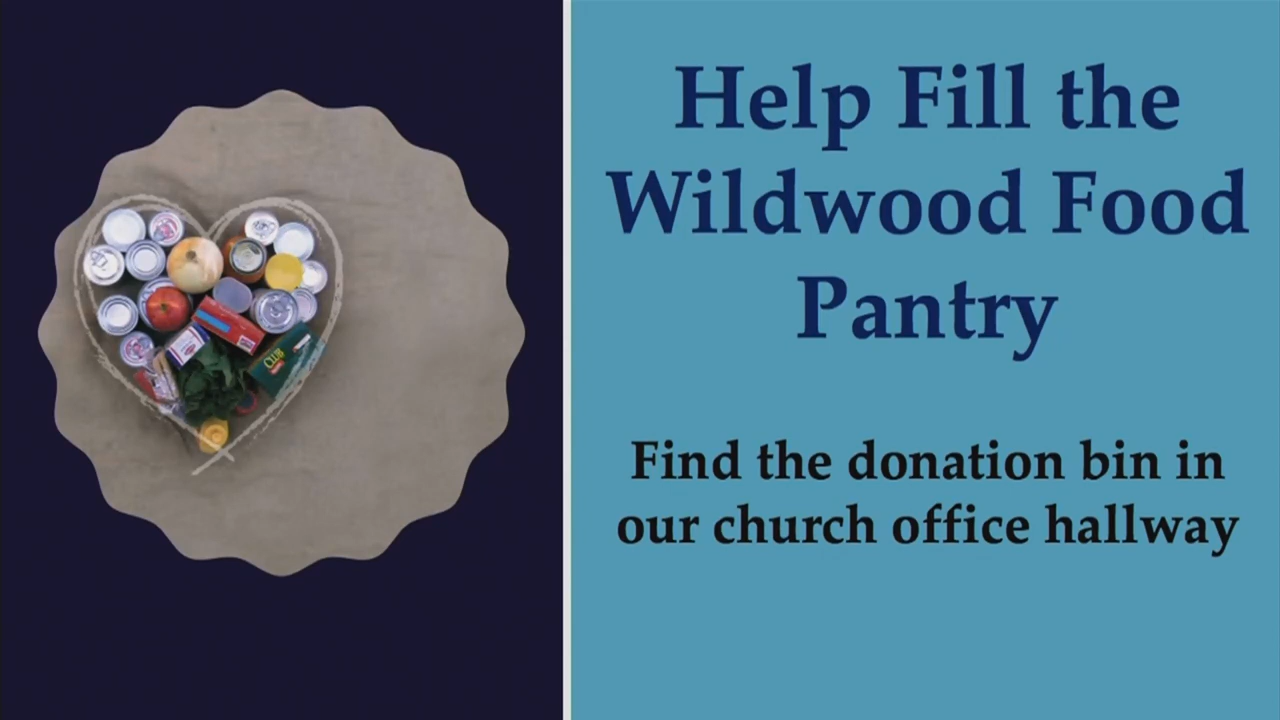 Help Fill the
Wildwood Food
Pantry
Find the donation bin in
our church office hallway